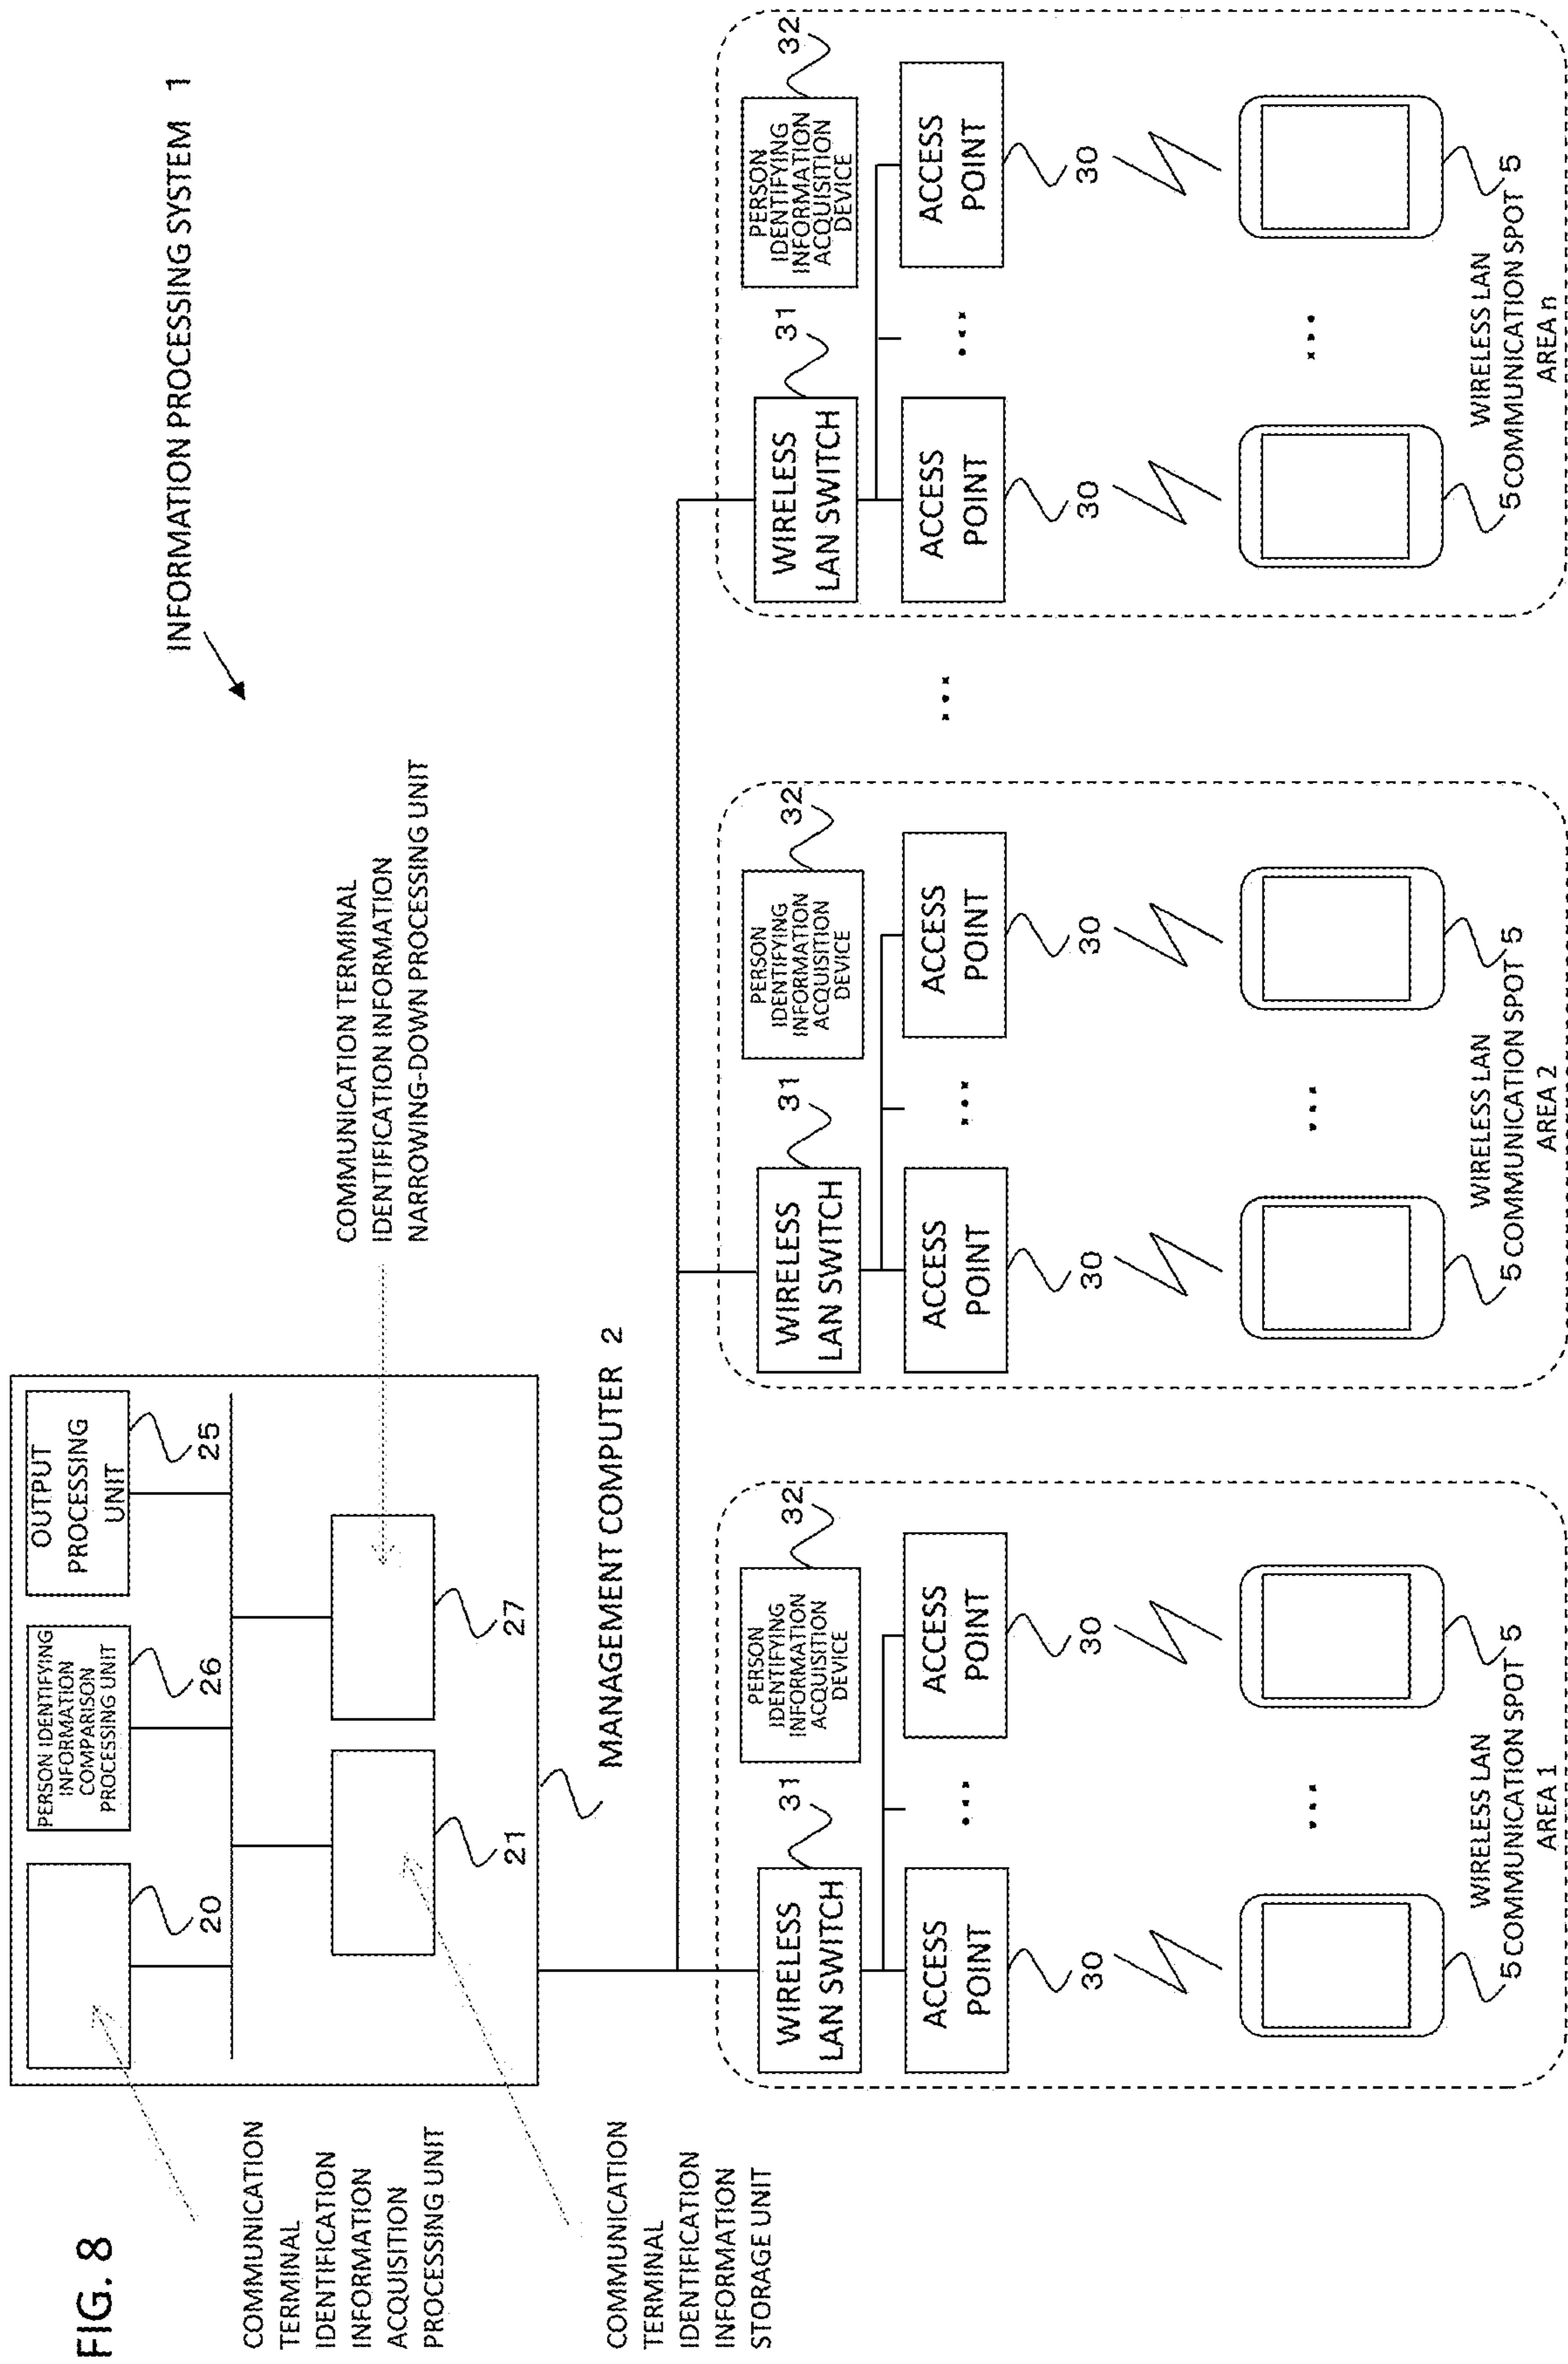 FIG. 8
INFORMATION PROCESSING SYSTEM 1
COMMUNICATION
TERMINAL
IDENTIFICATION
INFORMATION
ACQUISITION
PROCESSING UNIT
20
PERSON IDENTIFYING
INFORMATION
COMPARISON
PROCESSING UNIT
26
OUTPUT
PROCESSING
UNIT
25
COMMUNICATION
TERMINAL
IDENTIFICATION
INFORMATION
STORAGE UNIT
21
27
COMMUNICATION TERMINAL
IDENTIFICATION INFORMATION
NARROWING-DOWN PROCESSING UNIT
MANAGEMENT COMPUTER 2
WIRELESS
LAN SWITCH
31
PERSON
IDENTIFYING
INFORMATION
ACQUISITION
DEVICE
32
ACCESS
POINT
30
...
ACCESS
POINT
30
...
5
5
WIRELESS LAN
COMMUNICATION SPOT
AREA 1
WIRELESS
LAN SWITCH
31
PERSON
IDENTIFYING
INFORMATION
ACQUISITION
DEVICE
32
ACCESS
POINT
30
...
ACCESS
POINT
30
...
5
5
WIRELESS LAN
COMMUNICATION SPOT
AREA 2
...
WIRELESS
LAN SWITCH
31
PERSON
IDENTIFYING
INFORMATION
ACQUISITION
DEVICE
32
ACCESS
POINT
30
...
ACCESS
POINT
30
...
5
5
WIRELESS LAN
COMMUNICATION SPOT
AREA n